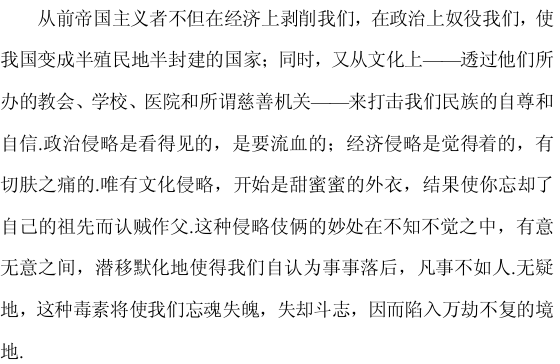 从前帝国主义者不但在经济上剥削我们，在政治上奴役我们，使
我国变成半殖民地半封建的国家；同时，又从文化上——透过他们所
办的教会、学校、医院和所谓慈善机关——来打击我们民族的自尊和
自信.政治侵略是看得见的，是要流血的；经济侵略是觉得着的，有
切肤之痛的.唯有文化侵略，开始是甜蜜蜜的外衣，结果使你忘却了
自己的祖先而认贼作父.这种侵略伎俩的妙处在不知不觉之中，有意
无意之间，潜移默化地使得我们自认为事事落后，凡事不如人.无疑
地，这种毒素将使我们忘魂失魄，失却斗志，因而陷入万劫不复的境
地.